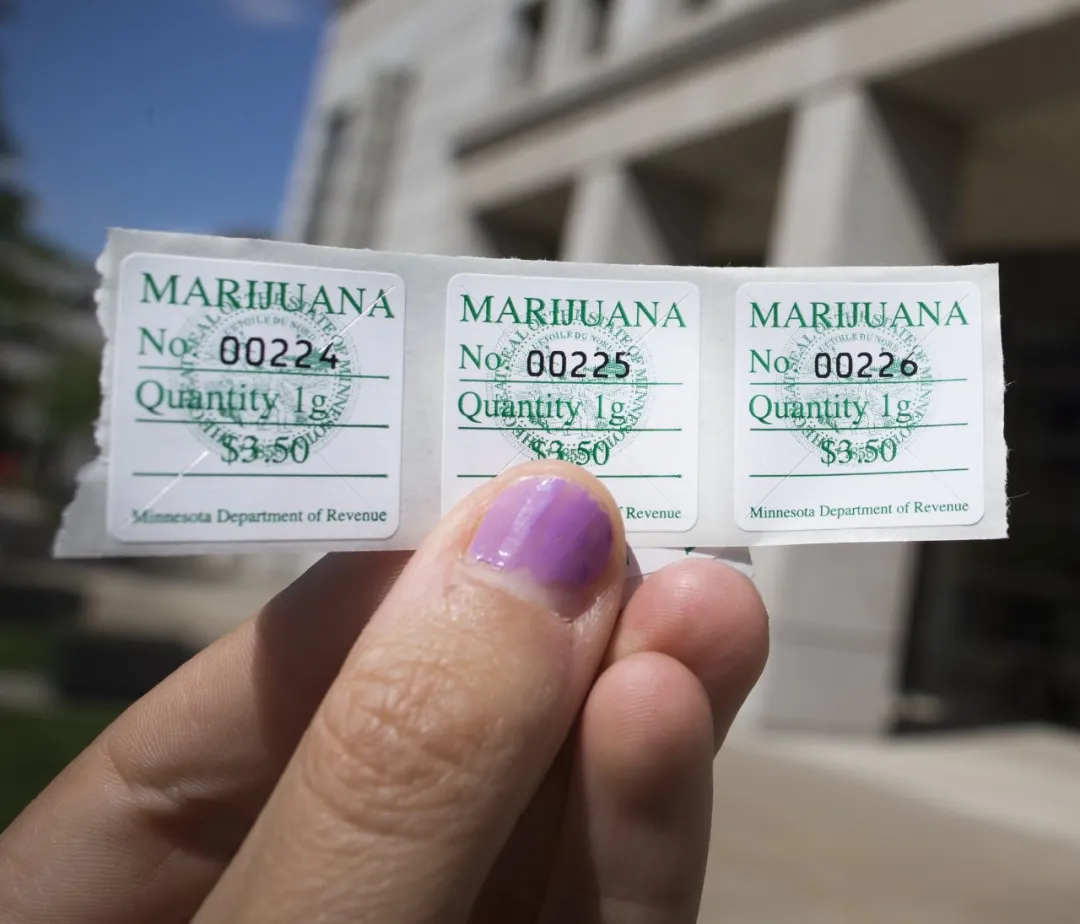 MARIJUANA
No. 00224
Quantity 1g
$3.50
Minnesota Department of Revenue
MARIJUANA
No. 00225
Quantity 1g
$3.50
f Revenue
MARIJUANA
No. 00226
Quantity 1g
$3.50
Minnesota Department of Revenue